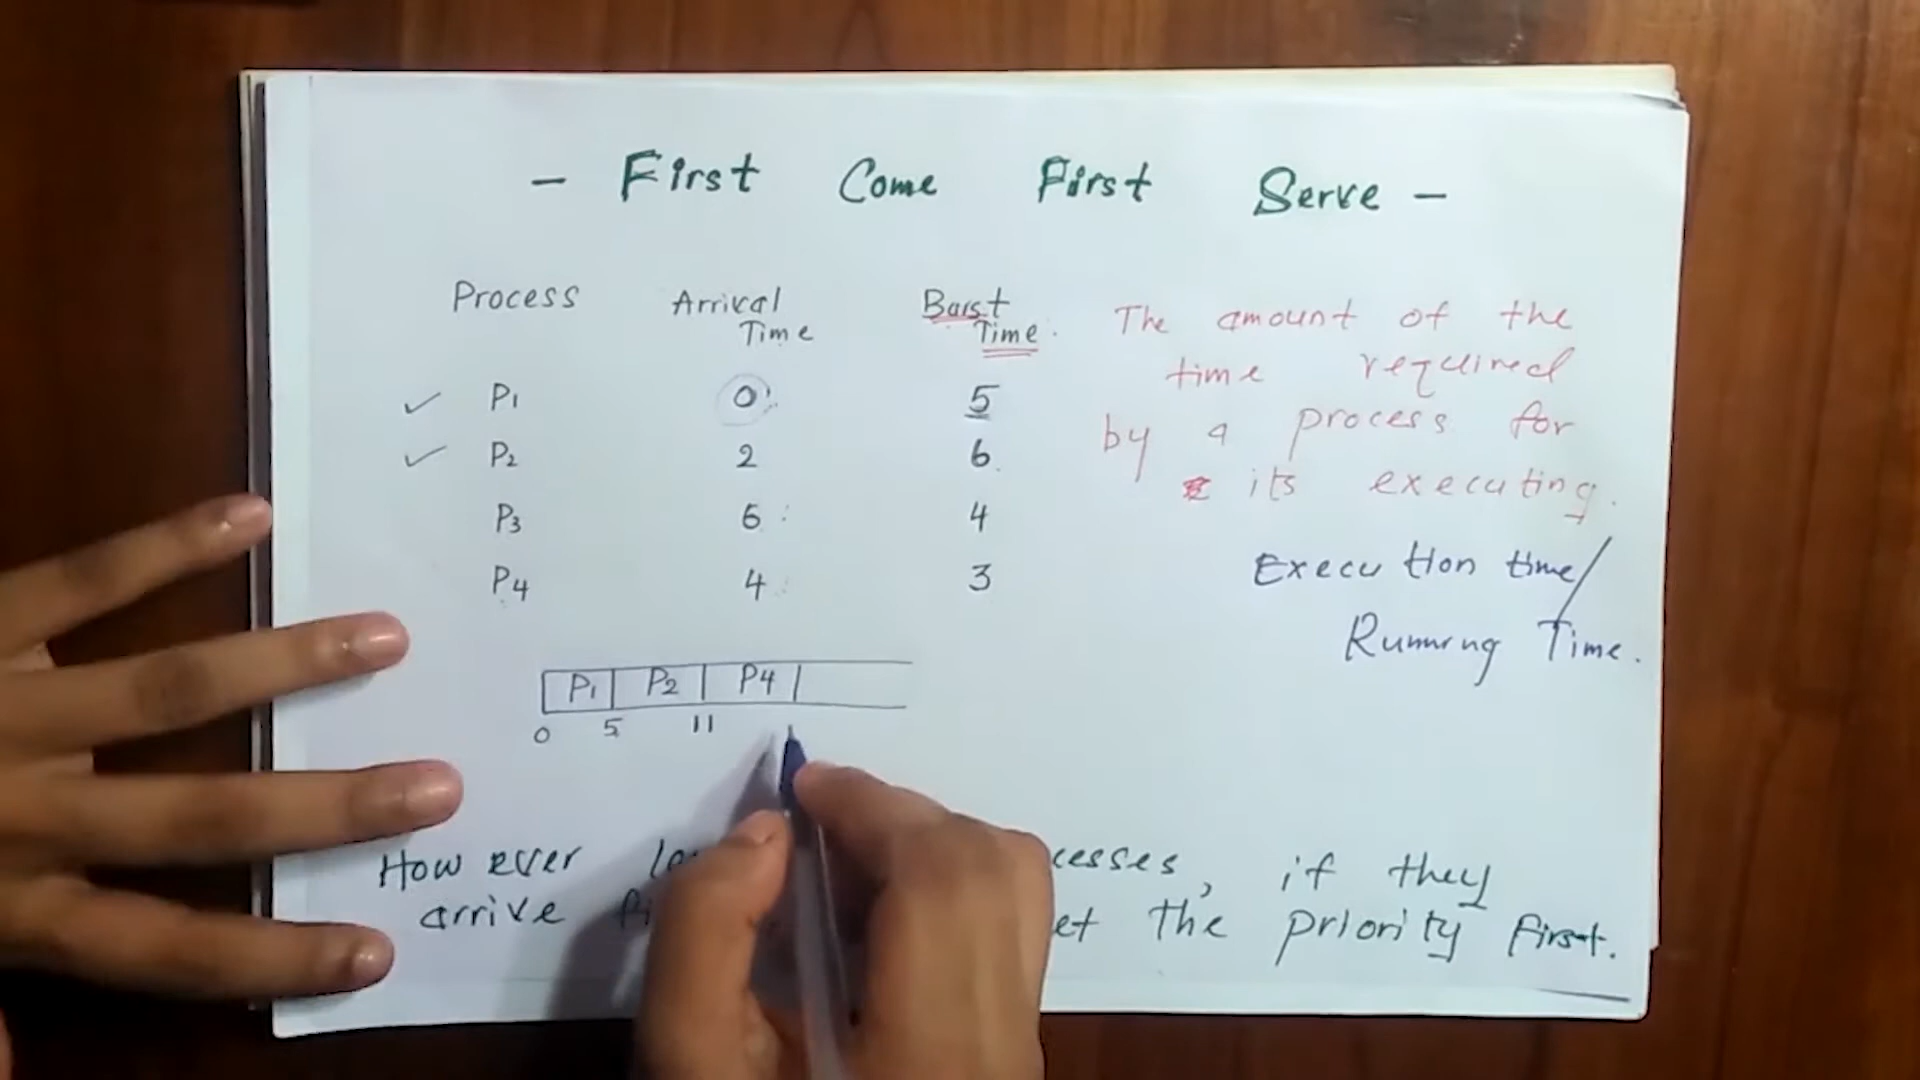 - First Come First Serve -
Process Arrival Time Burst Time.
The amount of the
time required
by a process for
its executing.
P1 0 5
P2 2 6
P3 6 4
P4 4 3
Execution time/
Running Time.
P1 P2 P4
0 5 11
How ever if they
arrive the priority first.